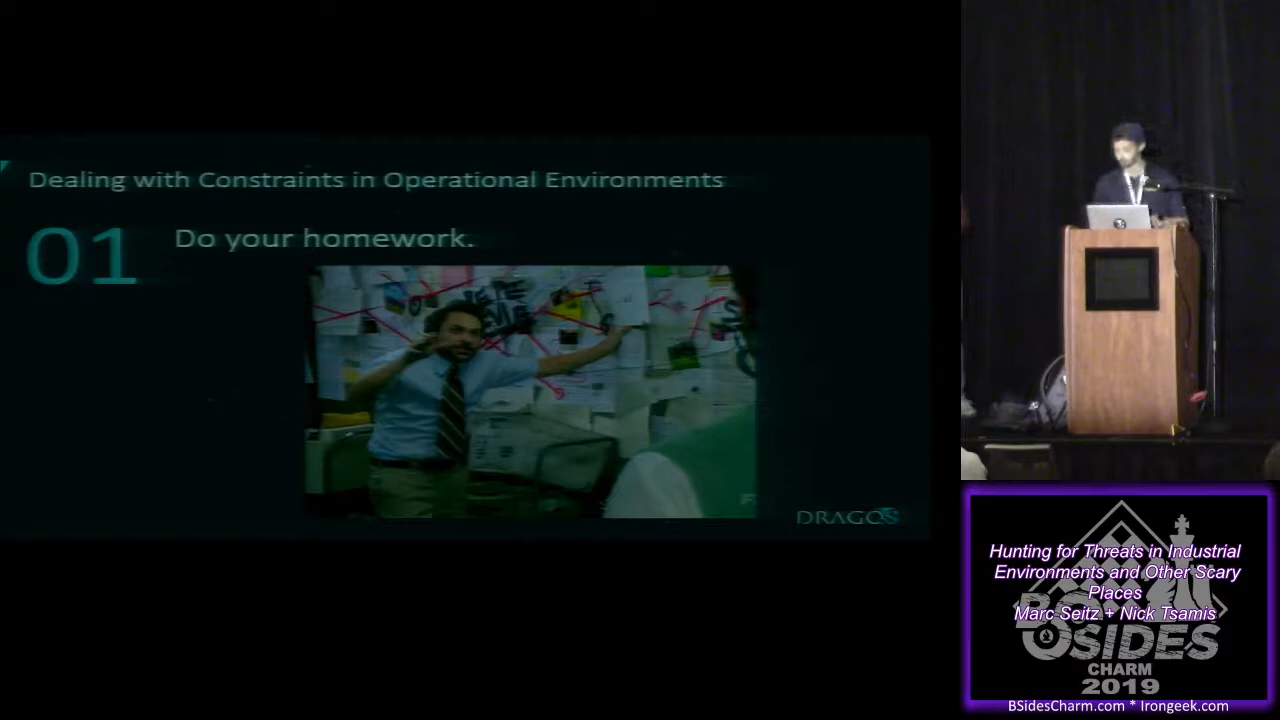 Dealing with Constraints in Operational Environments
01
Do your homework.
DRAGOS
Hunting for Threats in Industrial
Environments and Other Scary
Places
Marc Seitz + Nick Tsamis
BSIDES
CHARM
2019
BSidesCharm.com * Irongeek.com